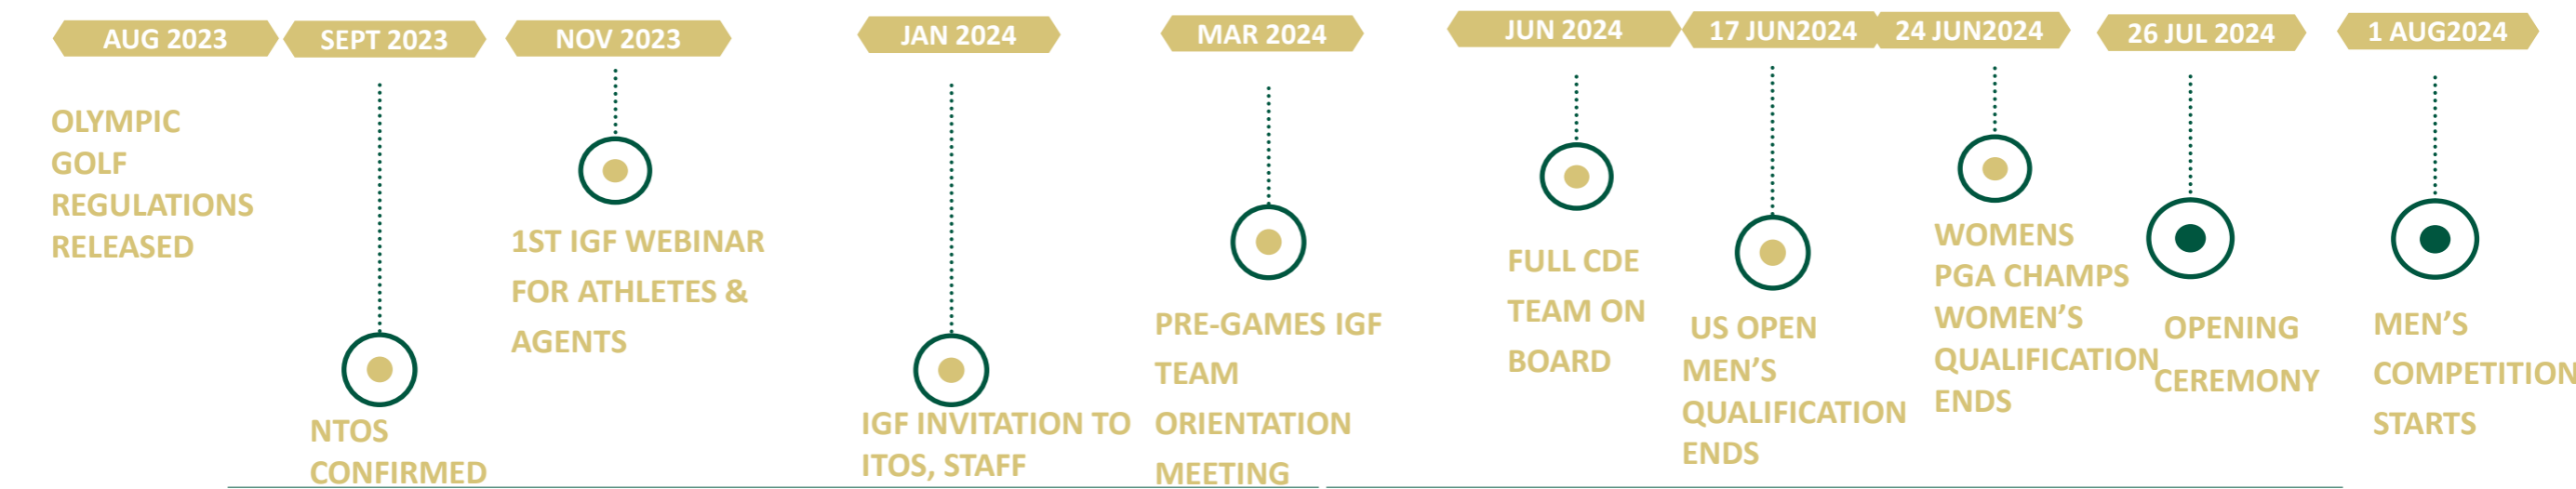 AUG 2023
OLYMPIC
GOLF
REGULATIONS
RELEASED
SEPT 2023
NTOS
CONFIRMED
NOV 2023
1ST IGF WEBINAR
FOR ATHLETES &
AGENTS
JAN 2024
IGF INVITATION TO
ITOS, STAFF
MAR 2024
PRE-GAMES IGF
TEAM
ORIENTATION
MEETING
JUN 2024
FULL CDE
TEAM ON
BOARD
17 JUN2024
US OPEN
MEN’S
QUALIFICATION
ENDS
24 JUN2024
WOMENS
PGA CHAMPS
WOMEN’S
QUALIFICATION
ENDS
26 JUL 2024
OPENING
CEREMONY
1 AUG2024
MEN’S
COMPETITION
STARTS